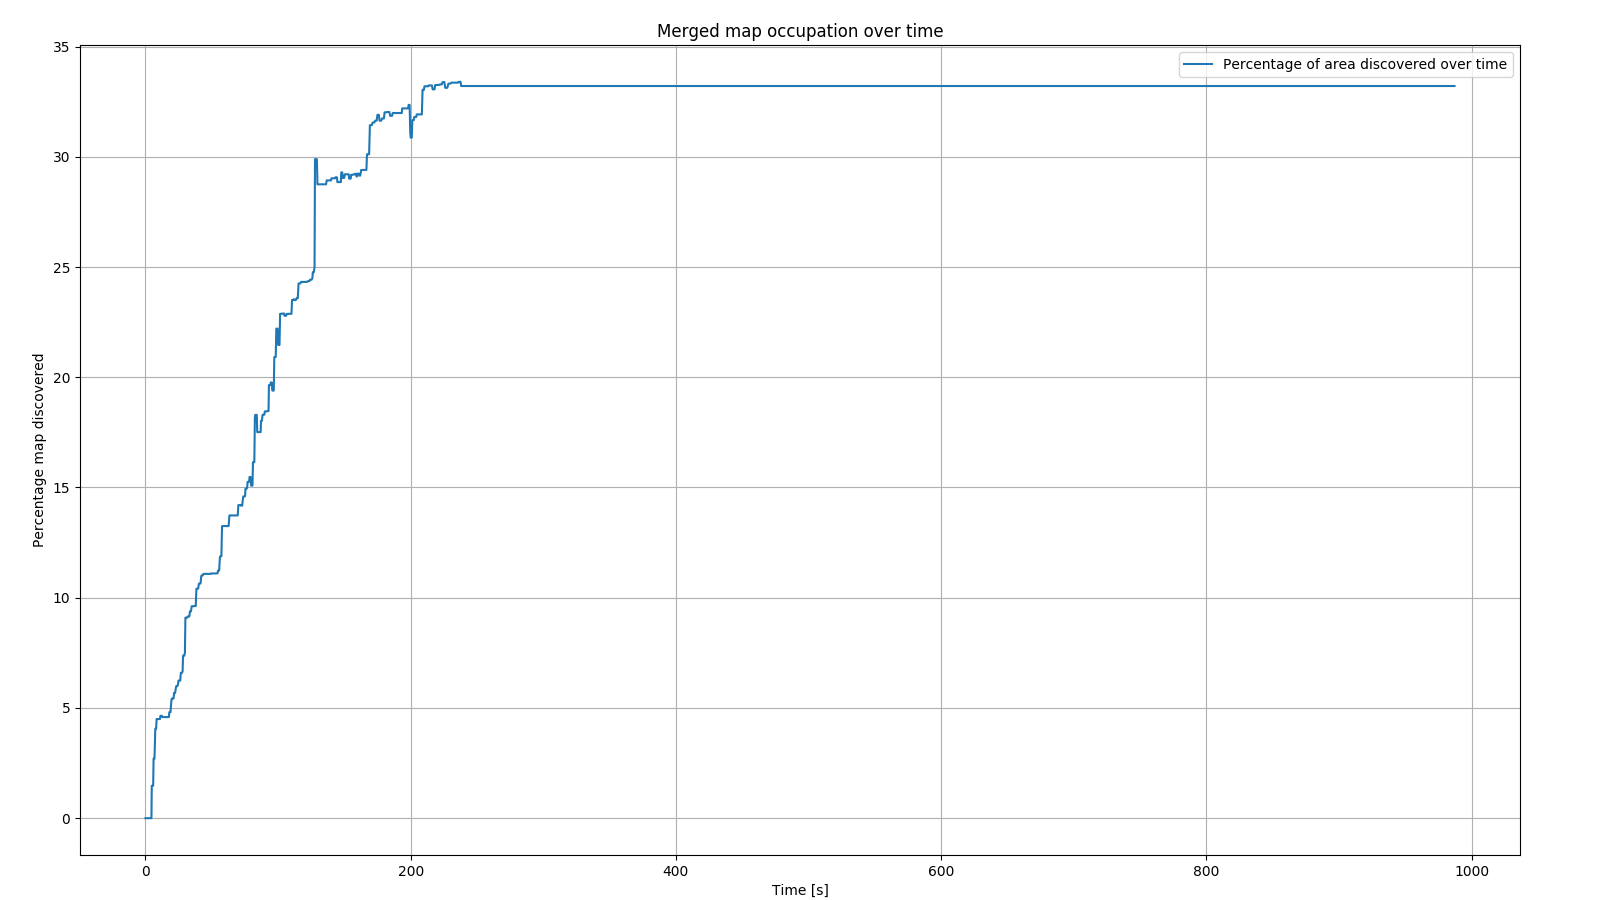 Merged map occupation over time
Percentage of area discovered over time
Percentage map discovered
35
30
25
20
15
10
5
0
0 200 400 600 800 1000
Time [s]